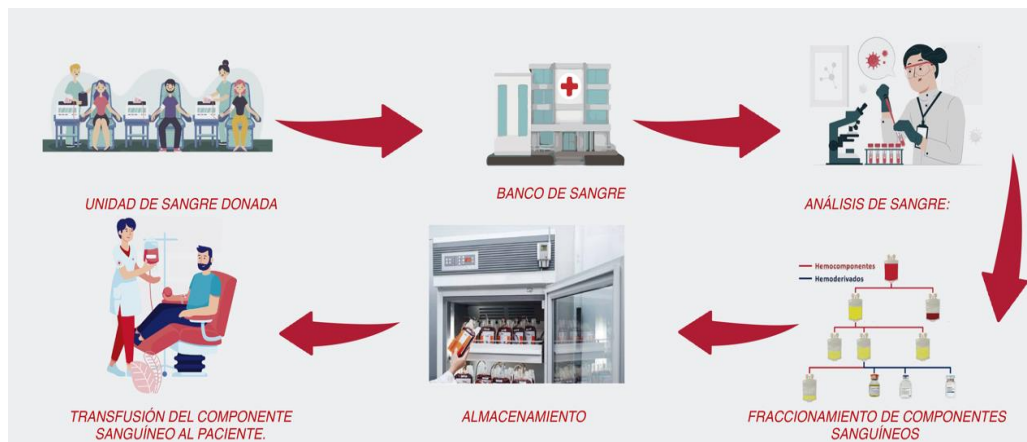 UNIDAD DE SANGRE DONADA
BANCO DE SANGRE
ANÁLISIS DE SANGRE:
Hemocomponentes
Hemoderivados
TRANSFUSIÓN DEL COMPONENTE
SANGUÍNEO AL PACIENTE.
ALMACENAMIENTO
FRACCIONAMIENTO DE COMPONENTES
SANGUÍNEOS